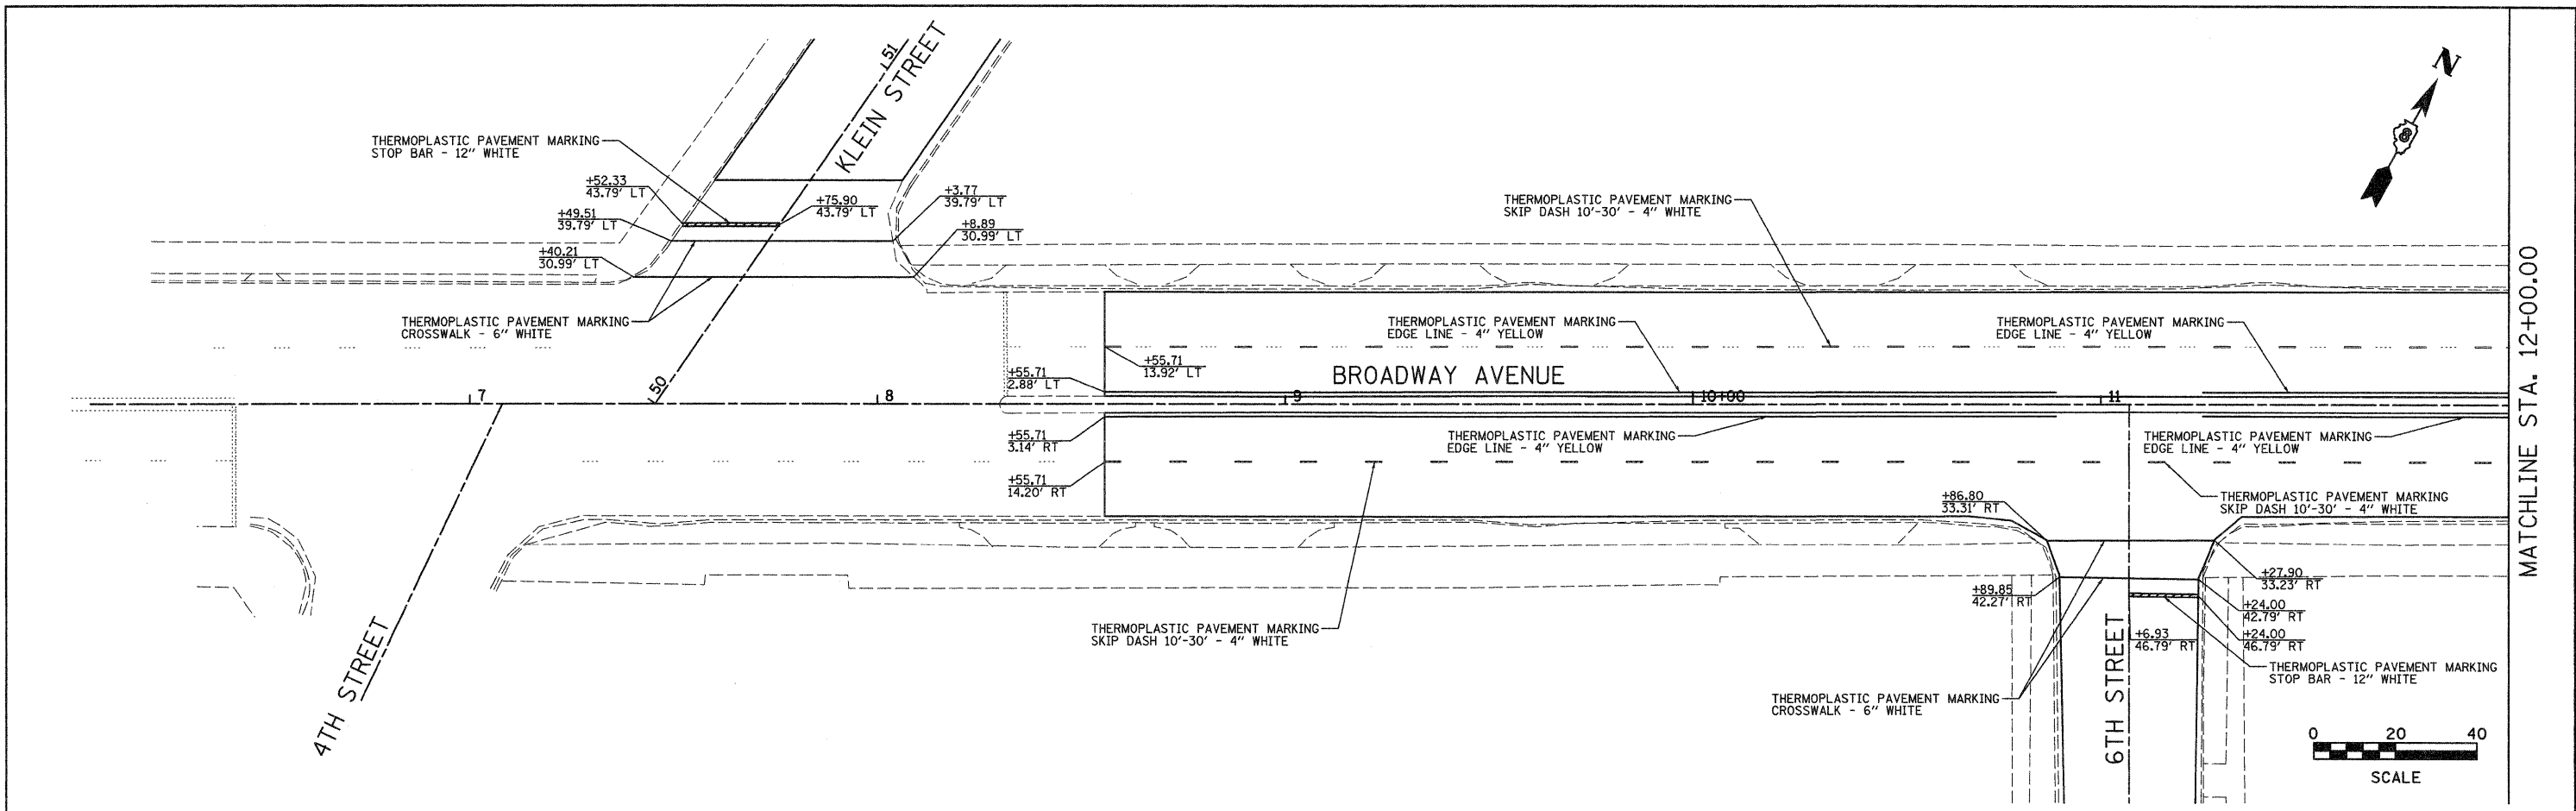 51
KLEIN STREET
N
8
THERMOPLASTIC PAVEMENT MARKING
STOP BAR - 12" WHITE
+52.33
43.79' LT
+75.90
43.79' LT
+3.77
39.79' LT
+49.51
39.79' LT
+8.89
30.99' LT
+40.21
30.99' LT
THERMOPLASTIC PAVEMENT MARKING
SKIP DASH 10'-30' - 4" WHITE
THERMOPLASTIC PAVEMENT MARKING
CROSSWALK - 6" WHITE
THERMOPLASTIC PAVEMENT MARKING
EDGE LINE - 4" YELLOW
THERMOPLASTIC PAVEMENT MARKING
EDGE LINE - 4" YELLOW
+55.71
13.92' LT
+55.71
2.88' LT
BROADWAY AVENUE
50
7
8
9
10+00
11
+55.71
3.14' RT
THERMOPLASTIC PAVEMENT MARKING
EDGE LINE - 4" YELLOW
THERMOPLASTIC PAVEMENT MARKING
EDGE LINE - 4" YELLOW
+55.71
14.20' RT
+86.80
33.31' RT
THERMOPLASTIC PAVEMENT MARKING
SKIP DASH 10'-30' - 4" WHITE
+27.90
33.23' RT
+89.85
42.27' RT
+24.00
42.79' RT
+24.00
46.79' RT
+6.93
46.79' RT
THERMOPLASTIC PAVEMENT MARKING
SKIP DASH 10'-30' - 4" WHITE
THERMOPLASTIC PAVEMENT MARKING
STOP BAR - 12" WHITE
THERMOPLASTIC PAVEMENT MARKING
CROSSWALK - 6" WHITE
4TH STREET
6TH STREET
0 20 40
SCALE
MATCHLINE STA. 12+00.00